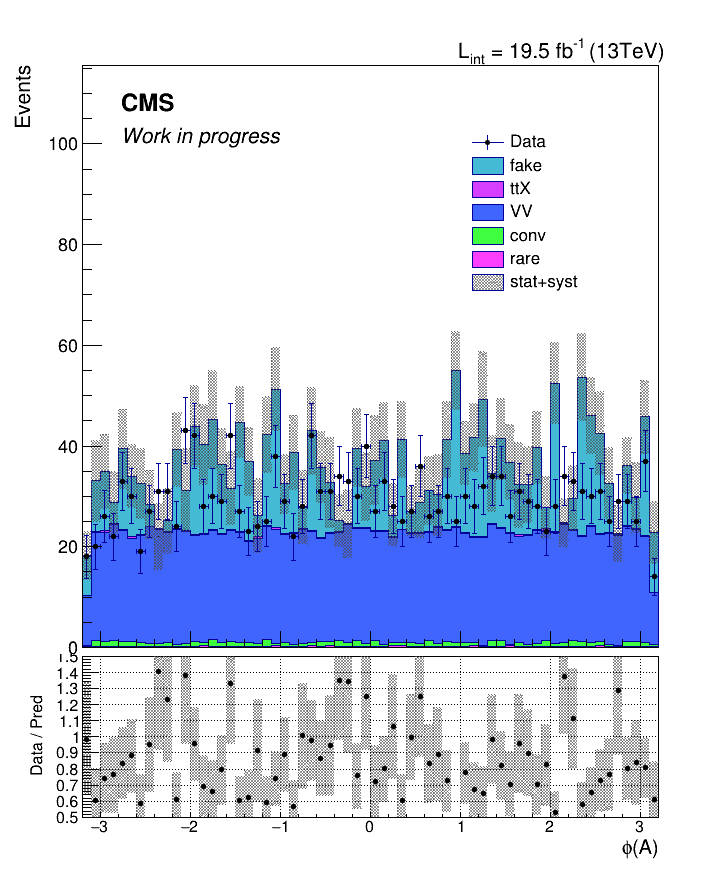 L_int = 19.5 fb^-1 (13TeV)
Events
CMS
Work in progress
Data
fake
ttX
VV
conv
rare
stat+syst
100
80
60
40
20
0
Data / Pred
1.5
1.4
1.3
1.2
1.1
1
0.9
0.8
0.7
0.6
0.5
−3 −2 −1 0 1 2 3
ϕ(A)